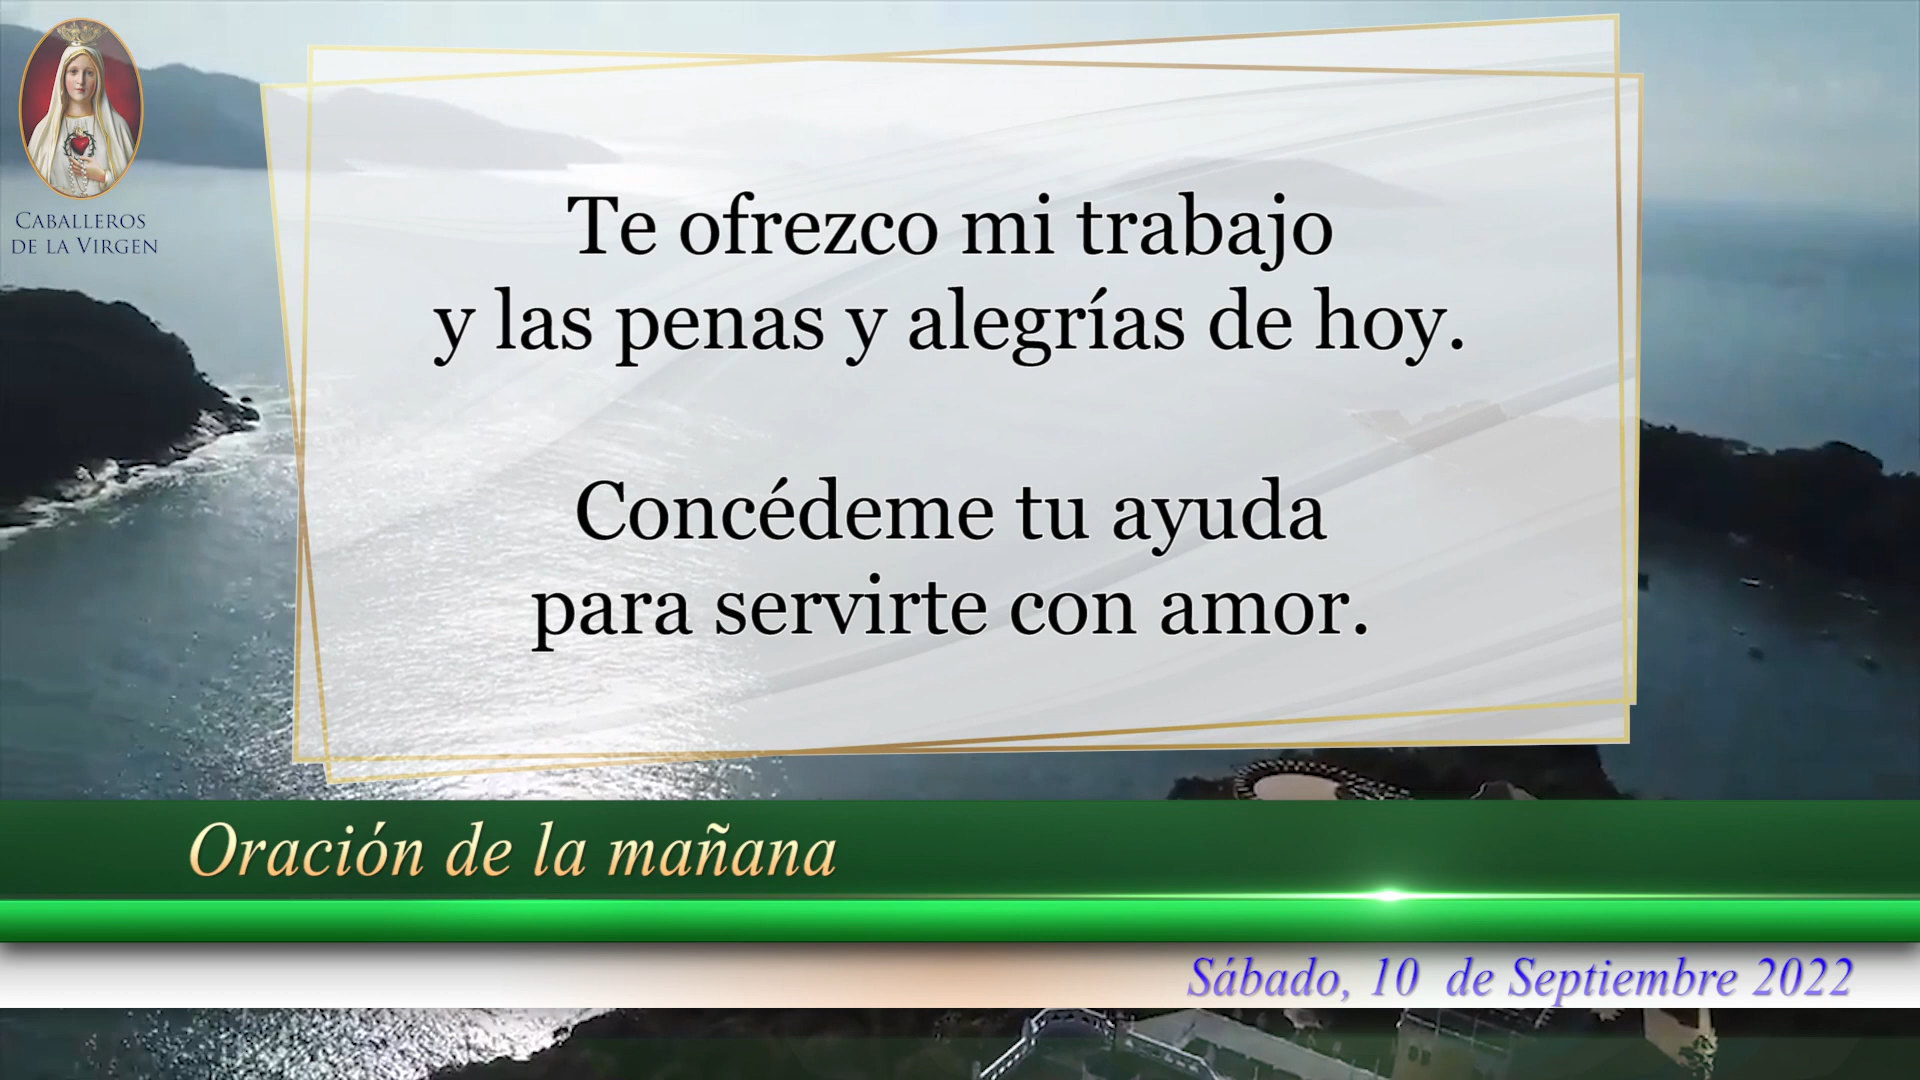 CABALLEROS
DE LA VIRGEN
Te ofrezco mi trabajo
y las penas y alegrías de hoy.
Concédeme tu ayuda
para servirte con amor.
Oración de la mañana
Sábado, 10 de Septiembre 2022